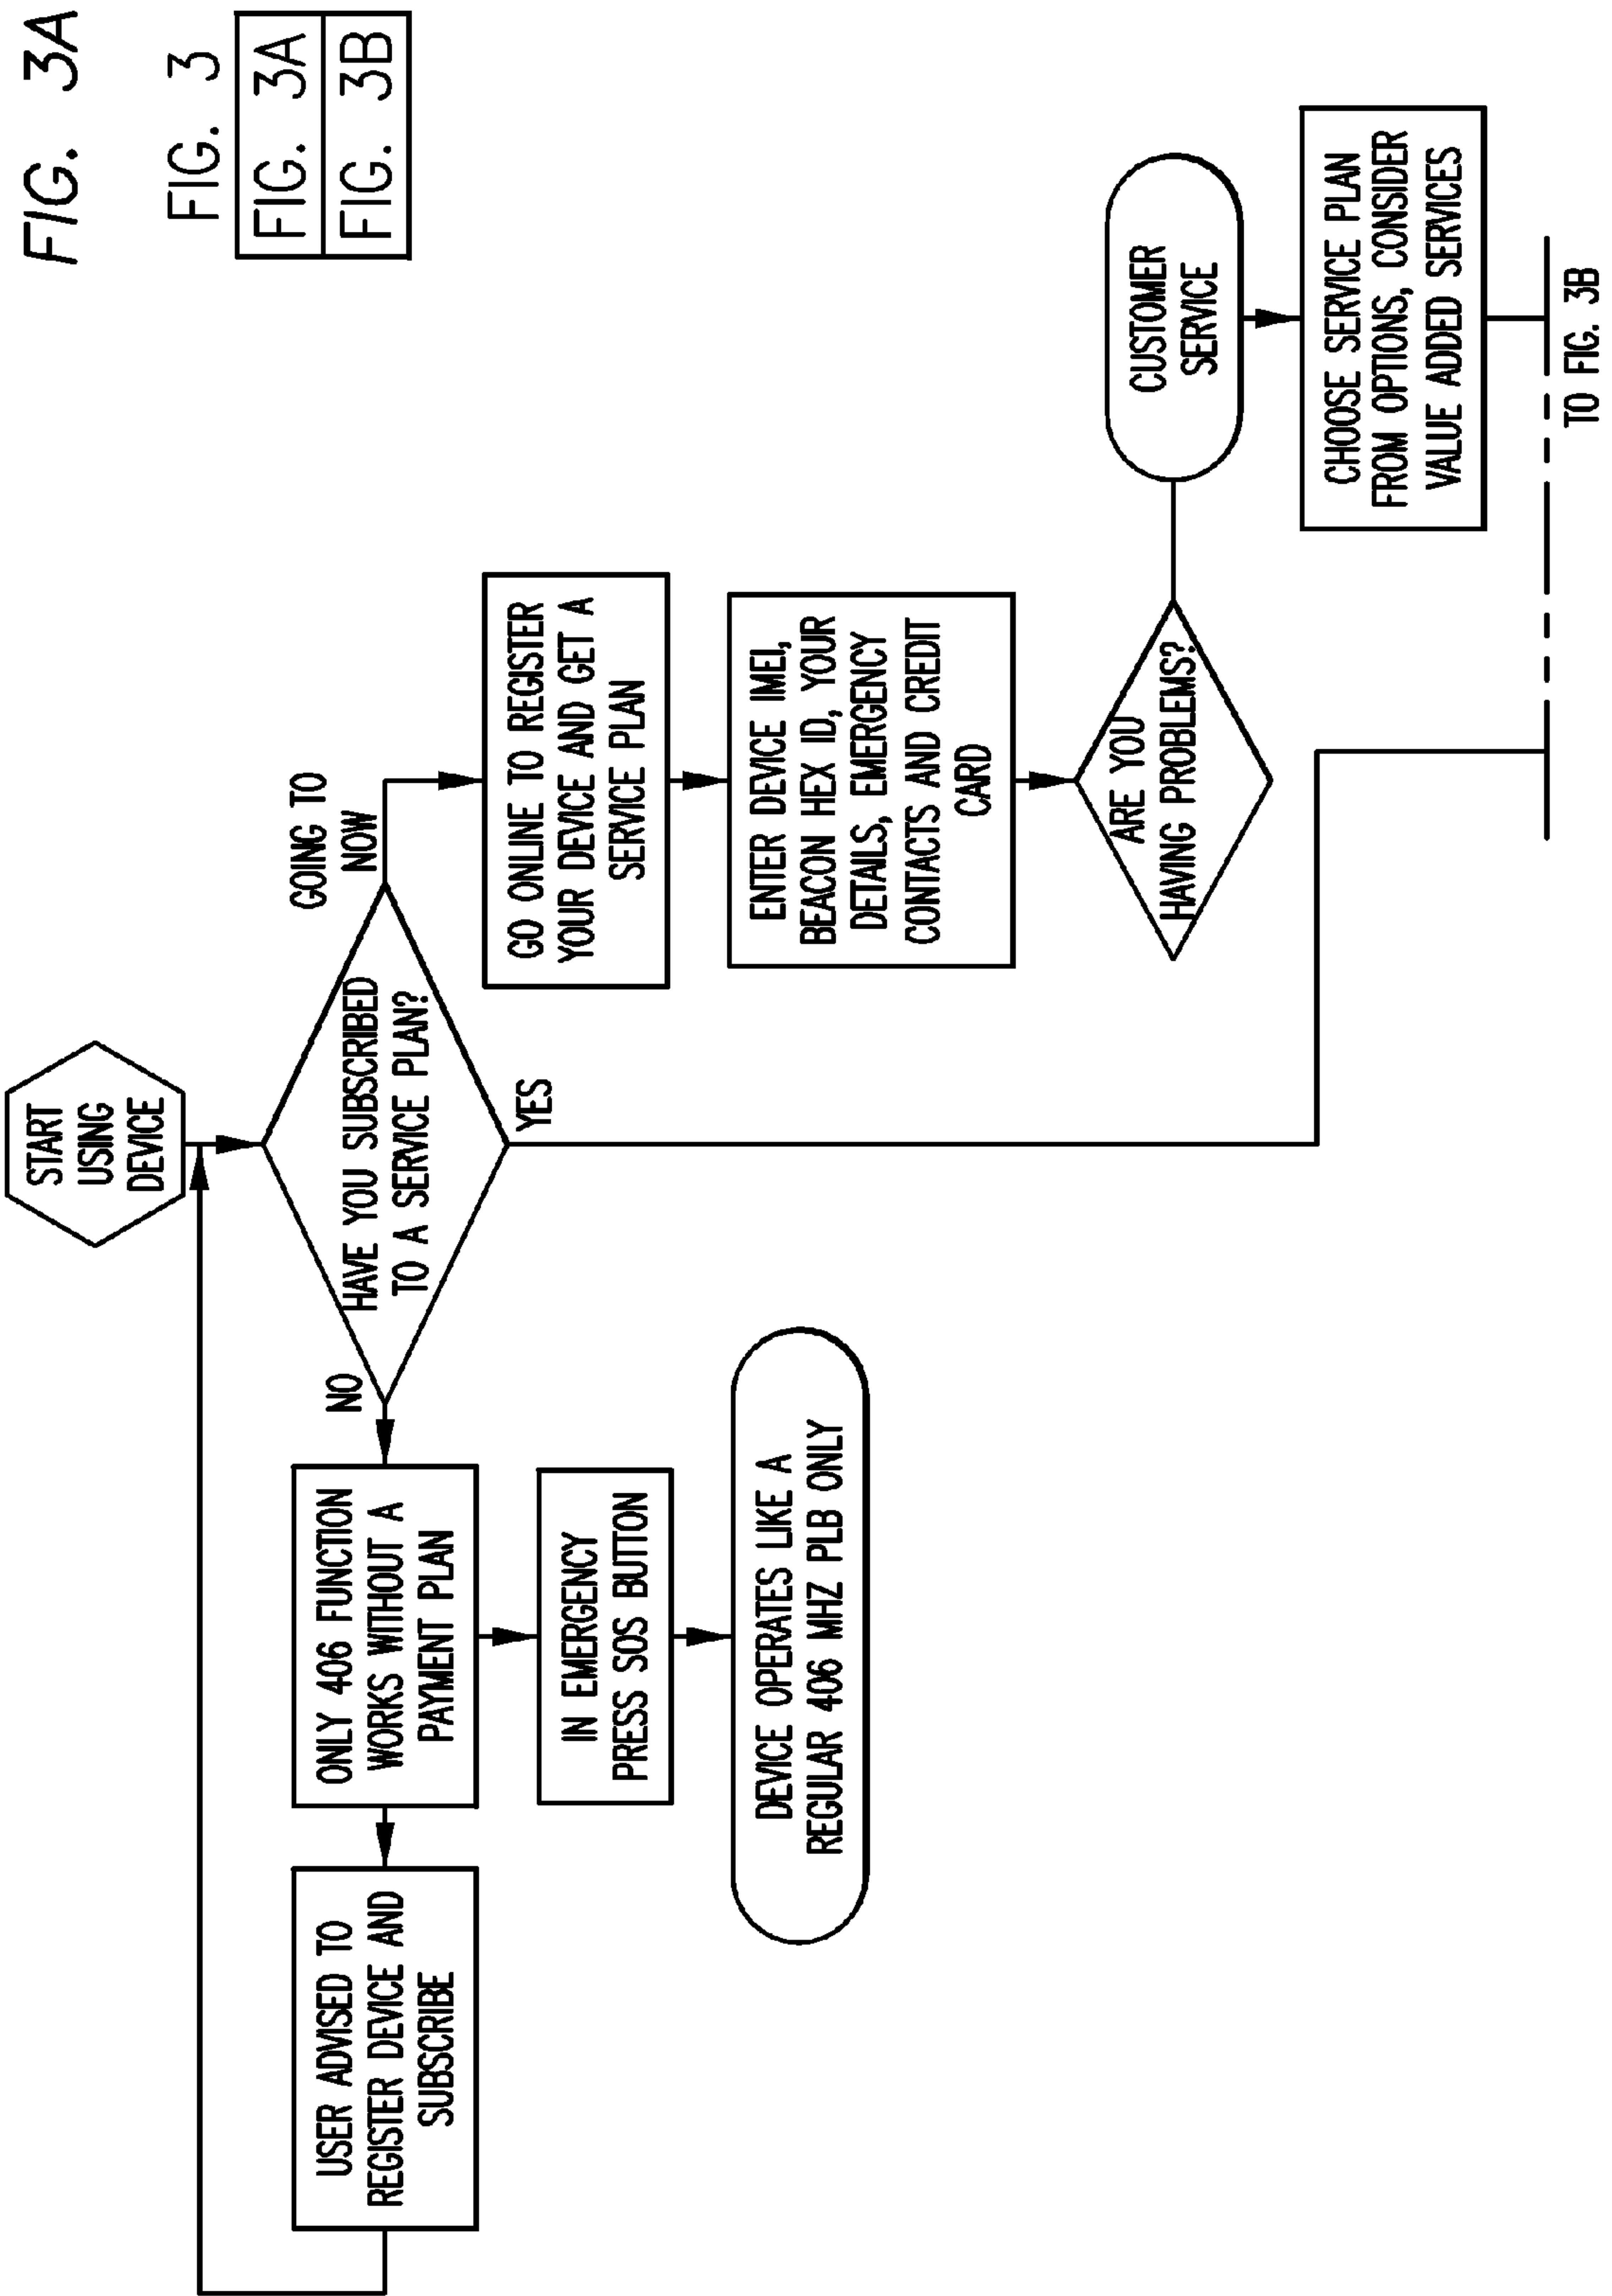 FIG. 3A
FIG. 3
FIG. 3A
FIG. 3B
START
USING
DEVICE
HAVE YOU SUBSCRIBED
TO A SERVICE PLAN?
NO
YES
GOING TO
NOW
USER ADVISED TO
REGISTER DEVICE AND
SUBSCRIBE
ONLY 406 FUNCTION
WORKS WITHOUT A
PAYMENT PLAN
IN EMERGENCY
PRESS SOS BUTTON
DEVICE OPERATES LIKE A
REGULAR 406 MHZ PLB ONLY
GO ONLINE TO REGISTER
YOUR DEVICE AND GET A
SERVICE PLAN
ENTER DEVICE IMEI,
BEACON HEX ID, YOUR
DETAILS, EMERGENCY
CONTACTS AND CREDIT
CARD
ARE YOU
HAVING PROBLEMS?
CUSTOMER
SERVICE
CHOOSE SERVICE PLAN
FROM OPTIONS, CONSIDER
VALUE ADDED SERVICES
TO FIG. 3B